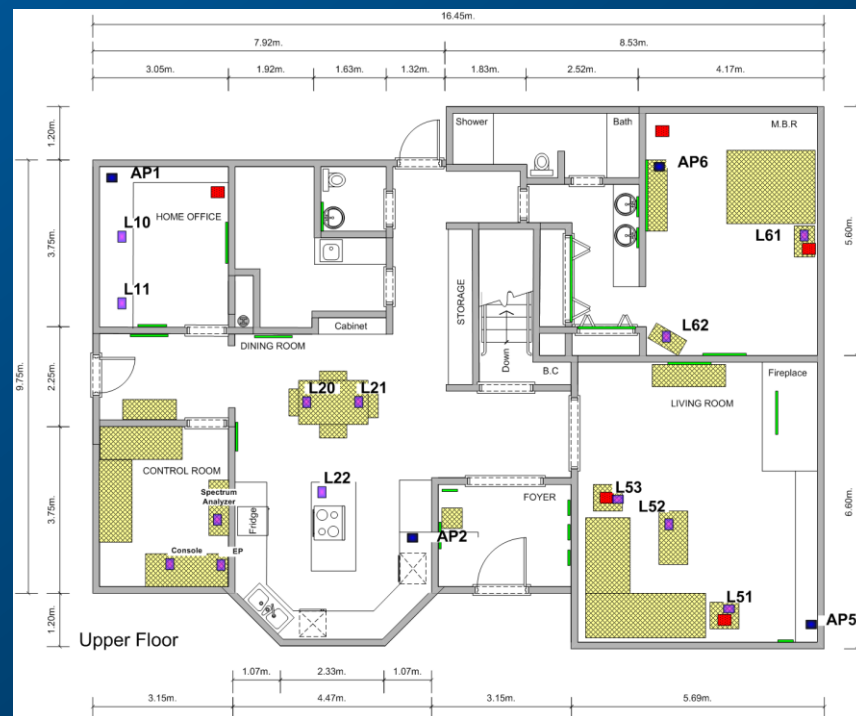 16.45m.
7.92m.
8.53m.
3.05m.
1.92m.
1.63m.
1.32m.
1.83m.
2.52m.
4.17m.
1.20m.
Shower
Bath
M.B.R
AP1
AP6
HOME OFFICE
L10
L61
3.75m.
5.60m.
L11
STORAGE
Cabinet
L62
DINING ROOM
Down
B.C
Fireplace
9.75m.
2.25m.
L20
L21
LIVING ROOM
CONTROL ROOM
L22
L53
Spectrum
Analyzer
FOYER
L52
3.75m.
Fridge
AP2
6.60m.
Console
EP
L51
AP5
1.20m.
Upper Floor
1.07m.
2.33m.
1.07m.
3.15m.
4.47m.
3.15m.
5.69m.